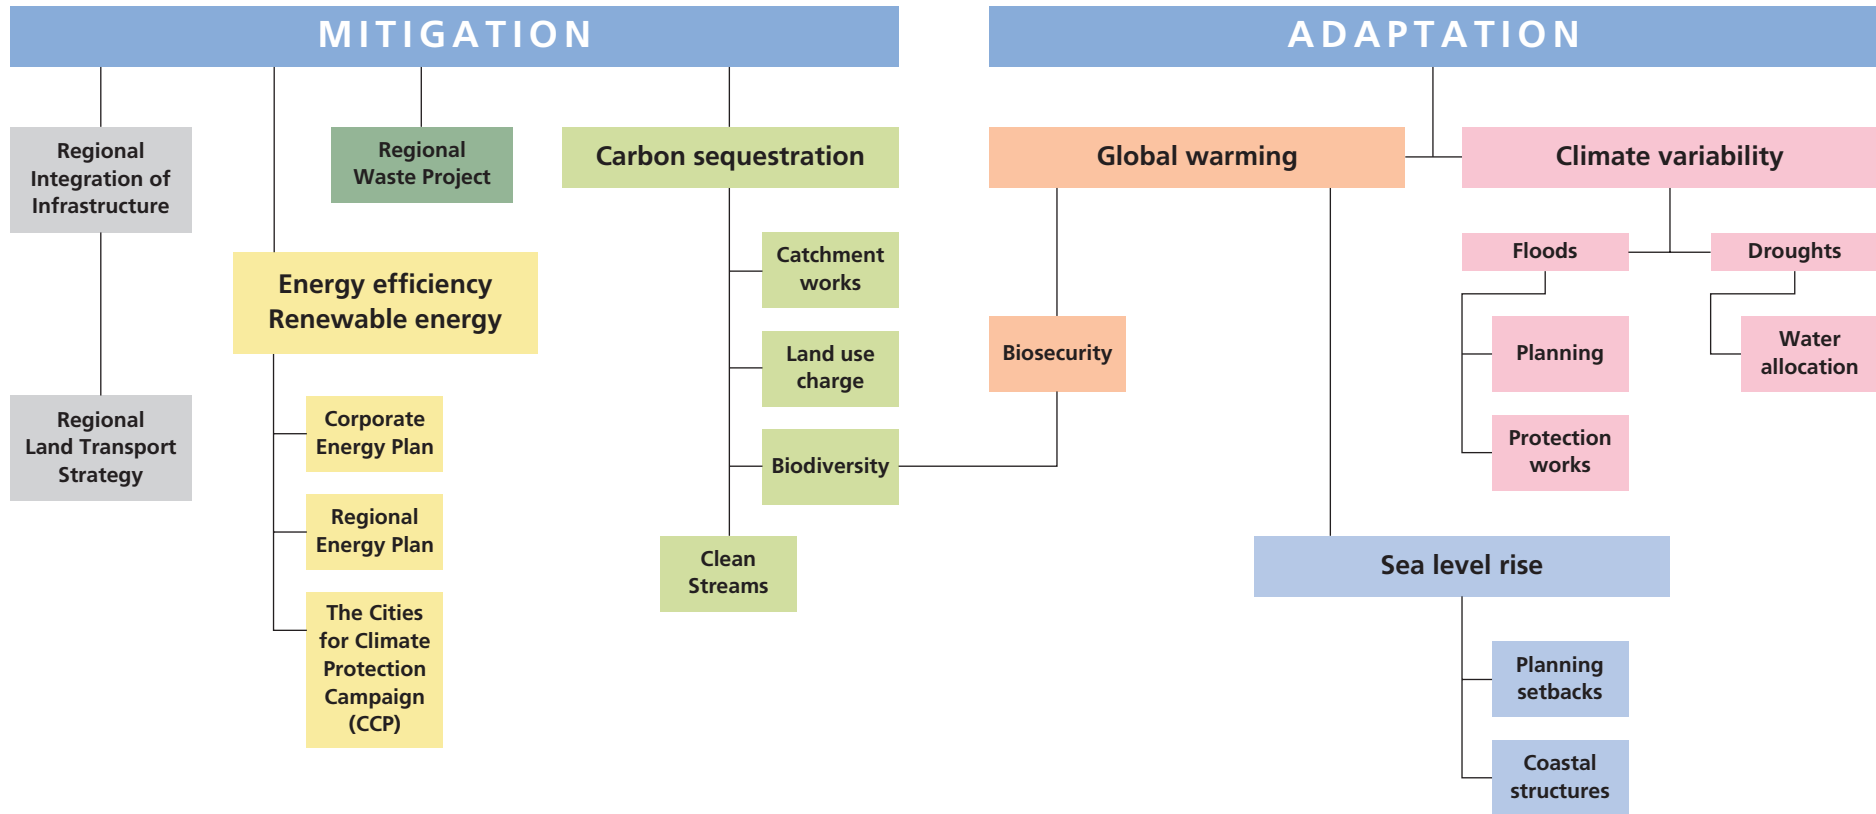 MITIGATION
ADAPTATION
Regional
Integration of
Infrastructure
Regional
Land Transport
Strategy
Energy efficiency
Renewable energy
Corporate
Energy Plan
Regional
Energy Plan
The Cities
for Climate
Protection
Campaign
(CCP)
Regional
Waste Project
Carbon sequestration
Catchment
works
Land use
charge
Biodiversity
Clean
Streams
Global warming
Biosecurity
Climate variability
Floods
Planning
Protection
works
Droughts
Water
allocation
Sea level rise
Planning
setbacks
Coastal
structures